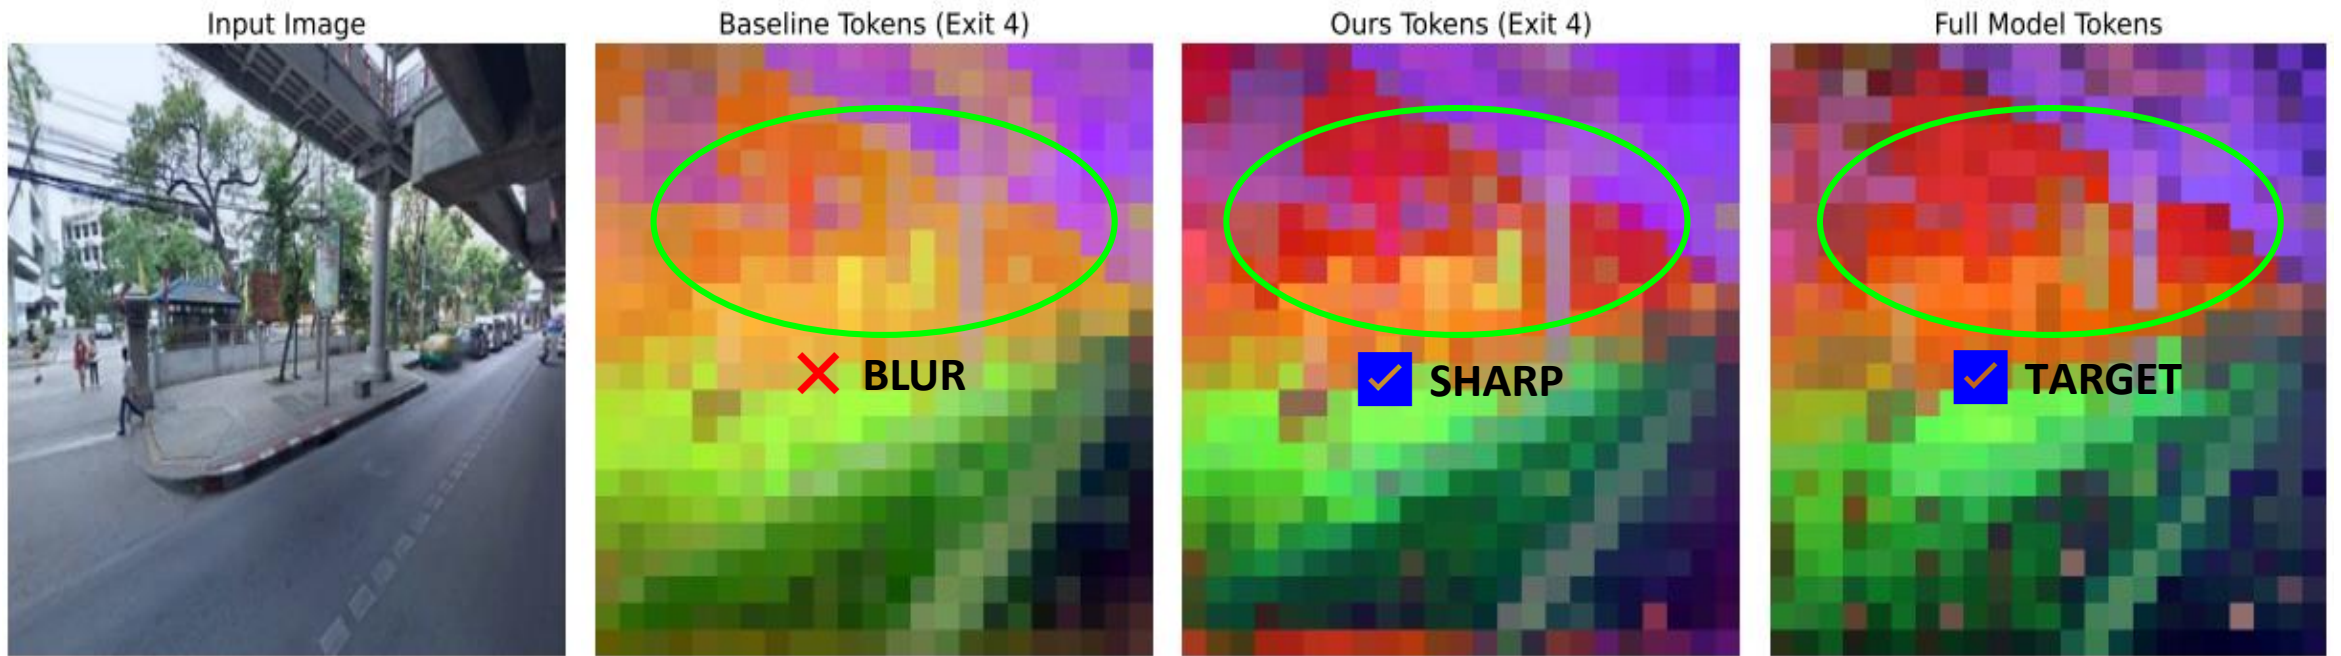 Input Image
Baseline Tokens (Exit 4)
Ours Tokens (Exit 4)
Full Model Tokens
BLUR
SHARP
TARGET